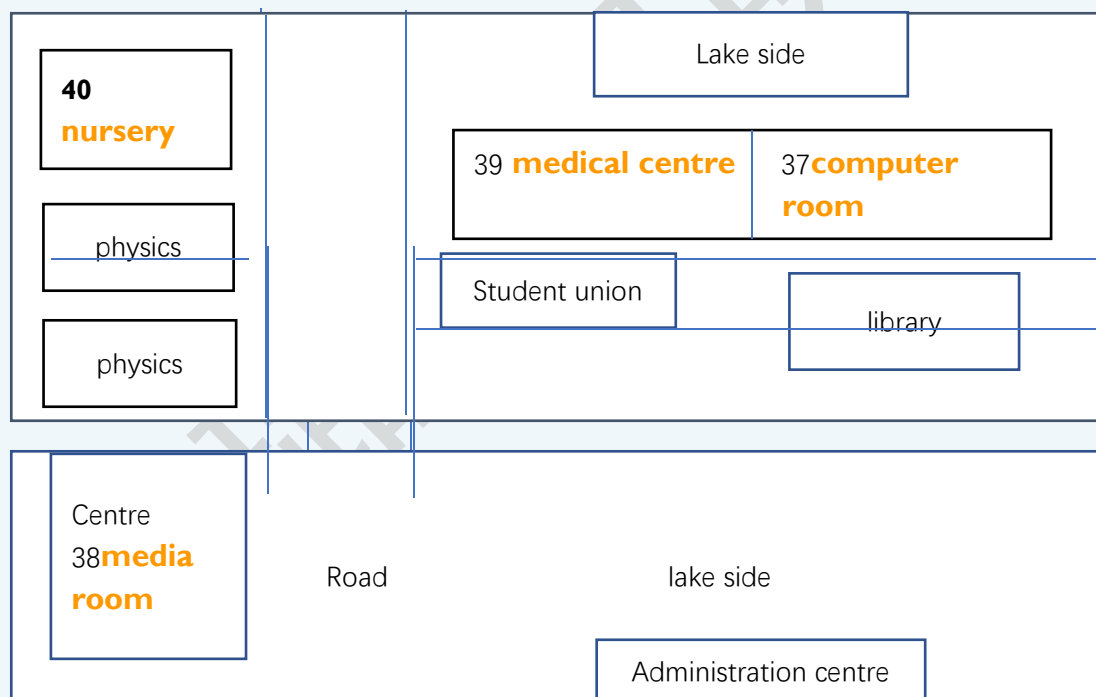 Lake side
40
nursery
39 medical centre
37computer
room
physics
Student union
library
physics
Centre
38media
room
Road
lake side
Administration centre